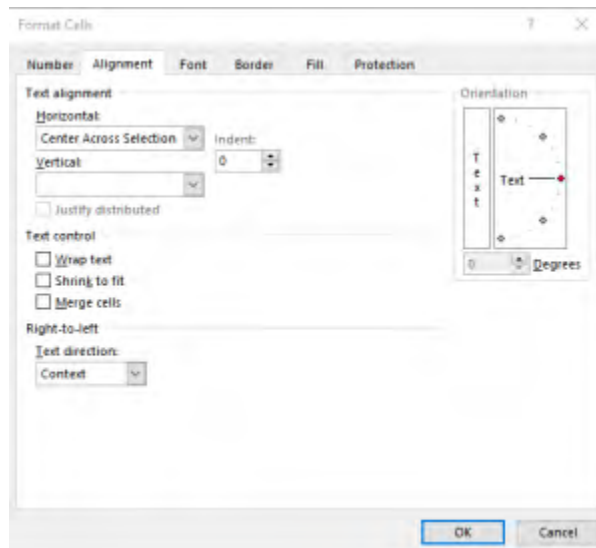 Format Cells ? ×
Number Alignment Font Border Fill Protection
Text alignment
Horizontal:
Center Across Selection
Indent:
0
Vertical:
Justify distributed
Text control
Wrap text
Shrink to fit
Merge cells
Right-to-left
Text direction:
Context
Orientation
Text
Text
0 Degrees
OK Cancel